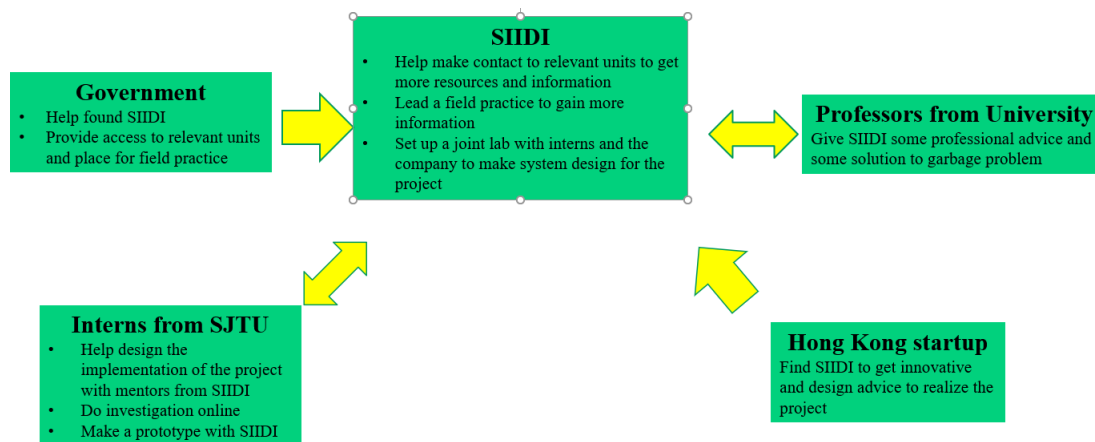 SIIDI
• Help make contact to relevant units to get
more resources and information
• Lead a field practice to gain more
information
• Set up a joint lab with interns and the
company to make system design for the
project
Government
• Help found SIIDI
• Provide access to relevant units
and place for field practice
Professors from University
Give SIIDI some professional advice and
some solution to garbage problem
Interns from SJTU
• Help design the
implementation of the project
with mentors from SIIDI
• Do investigation online
• Make a prototype with SIIDI
Hong Kong startup
Find SIIDI to get innovative
and design advice to realize the
project